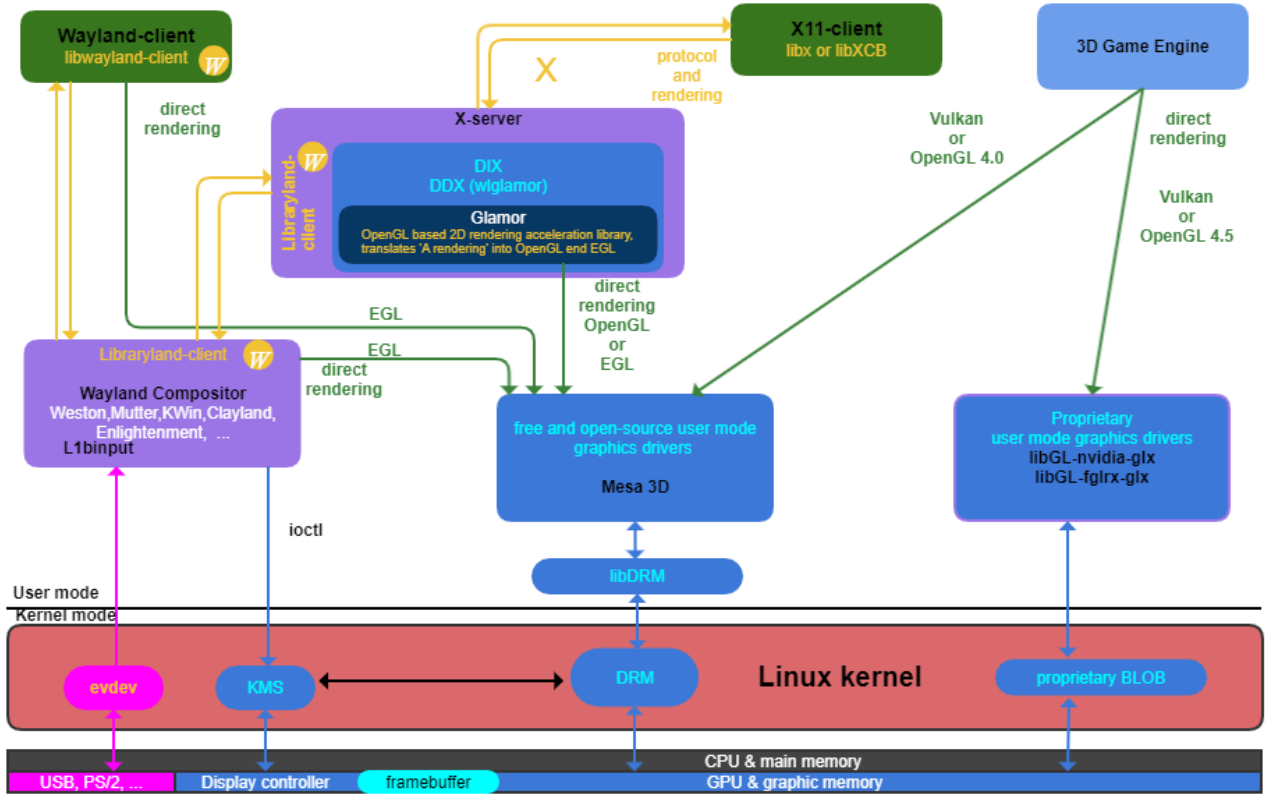 Wayland-client
libwayland-client
W
direct
rendering
X
protocol
and
rendering
X11-client
libx or libXCB
3D Game Engine
X-server
Libraryland-
client
W
DIX
DDX (wlglamor)
Glamor
OpenGL based 2D rendering acceleration library,
translates 'A rendering' into OpenGL end EGL
direct
rendering
OpenGL
or
EGL
Vulkan
or
OpenGL 4.0
direct
rendering
Vulkan
or
OpenGL 4.5
EGL
EGL
direct
rendering
Libraryland-client
W
Wayland Compositor
Weston,Mutter,KWin,Clayland,
Enlightenment, ...
L1binput
free and open-source user mode
graphics drivers
Mesa 3D
Proprietary
user mode graphics drivers
libGL-nvidia-glx
libGL-fglrx-glx
ioctl
libDRM
User mode
Kernel mode
evdev
KMS
DRM
Linux kernel
proprietary BLOB
CPU & main memory
USB, PS/2, ...
Display controller
framebuffer
GPU & graphic memory